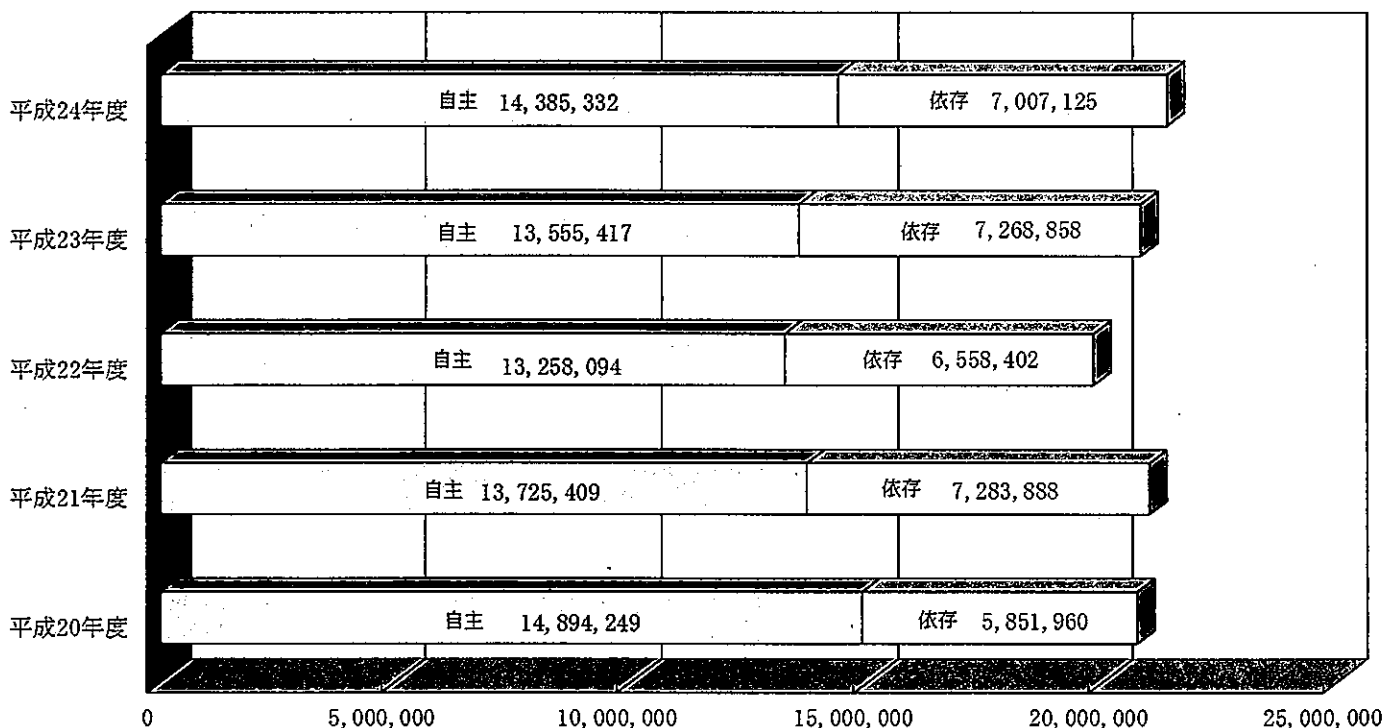 平成24年度 自主 14,385,332 依存 7,007,125
平成23年度 自主 13,555,417 依存 7,268,858
平成22年度 自主 13,258,094 依存 6,558,402
平成21年度 自主 13,725,409 依存 7,283,888
平成20年度 自主 14,894,249 依存 5,851,960
0 5,000,000 10,000,000 15,000,000 20,000,000 25,000,000